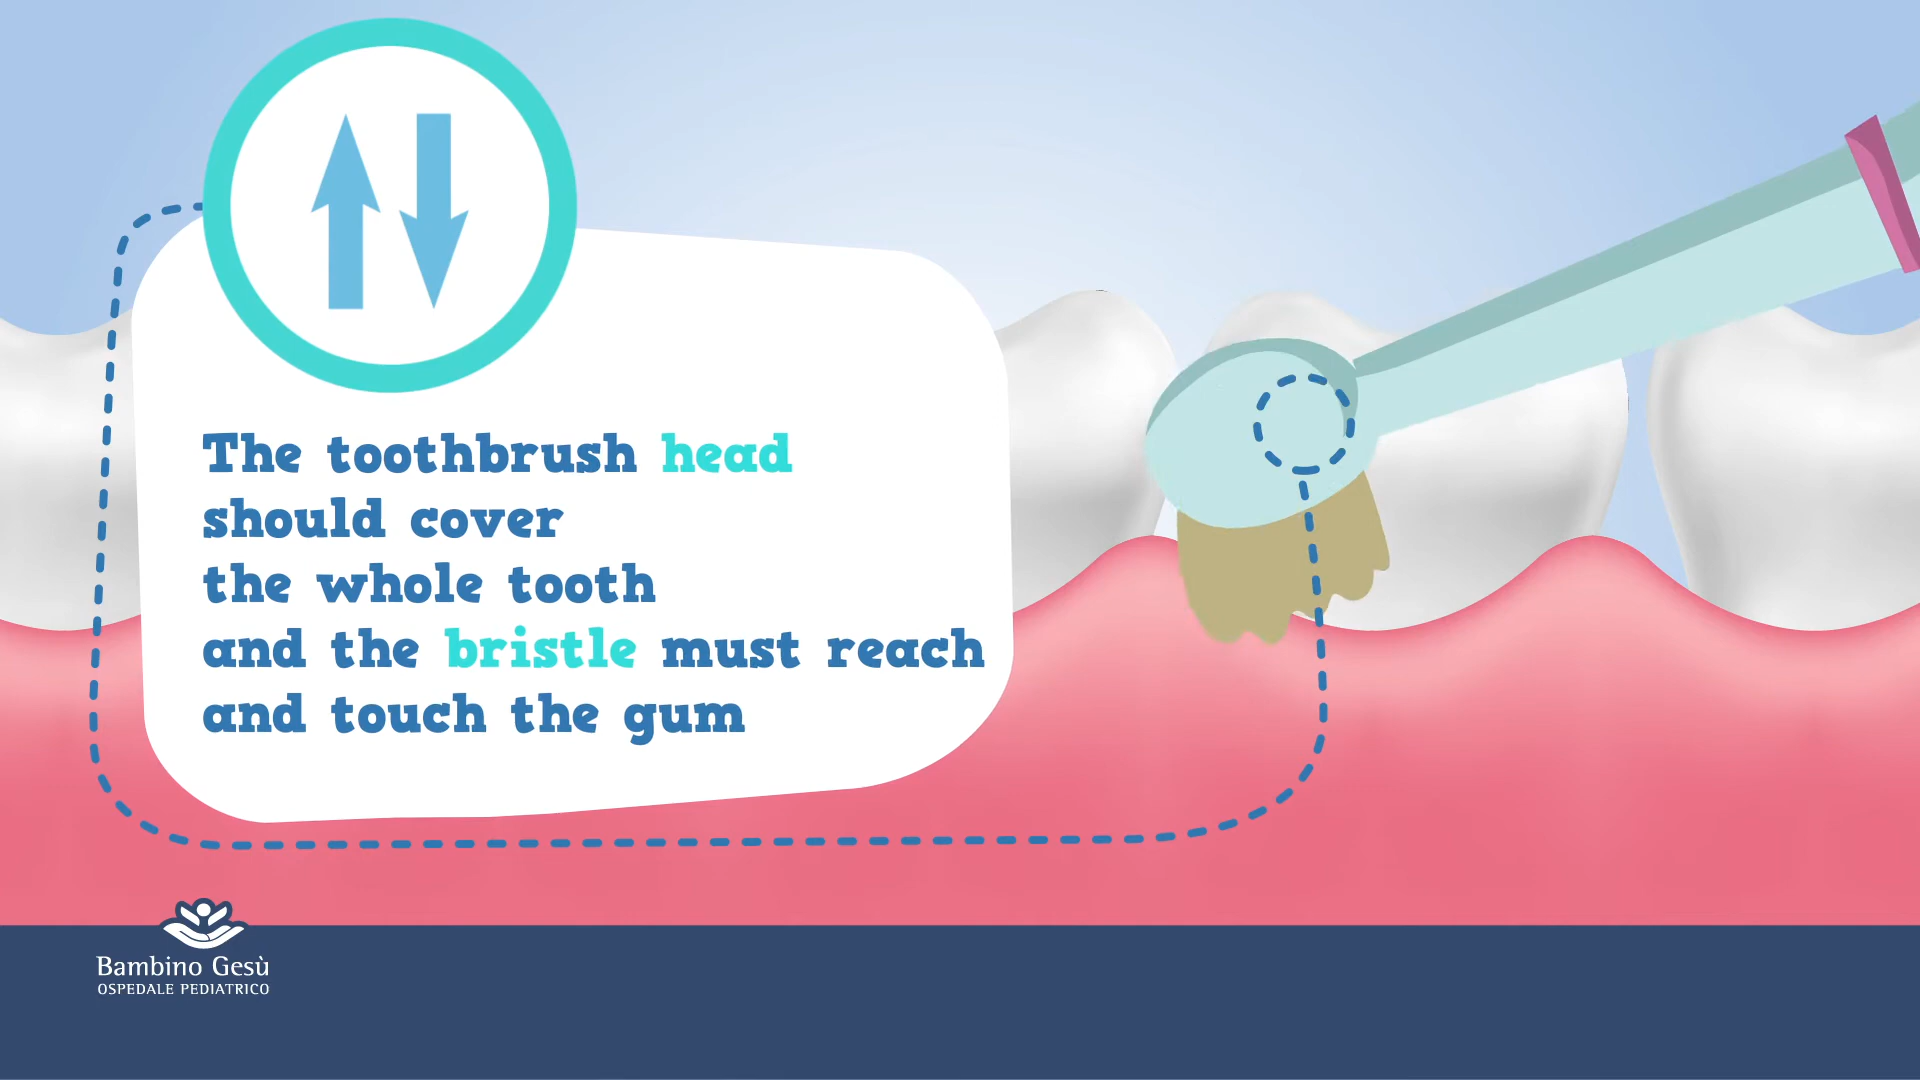 The toothbrush head
should cover
the whole tooth
and the bristle must reach
and touch the gum
Bambino Gesù
OSPEDALE PEDIATRICO